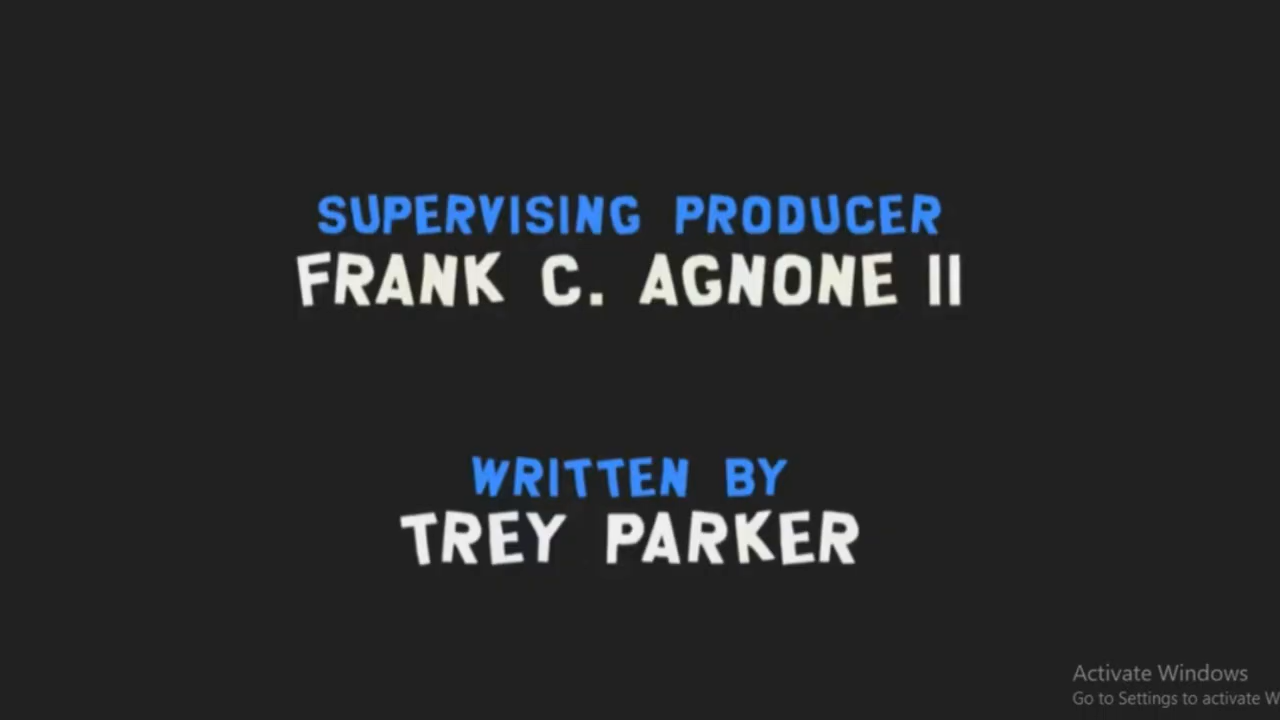 SUPERVISING PRODUCER
FRANK C. AGNONE II
WRITTEN BY
TREY PARKER
Activate Windows
Go to Settings to activate W